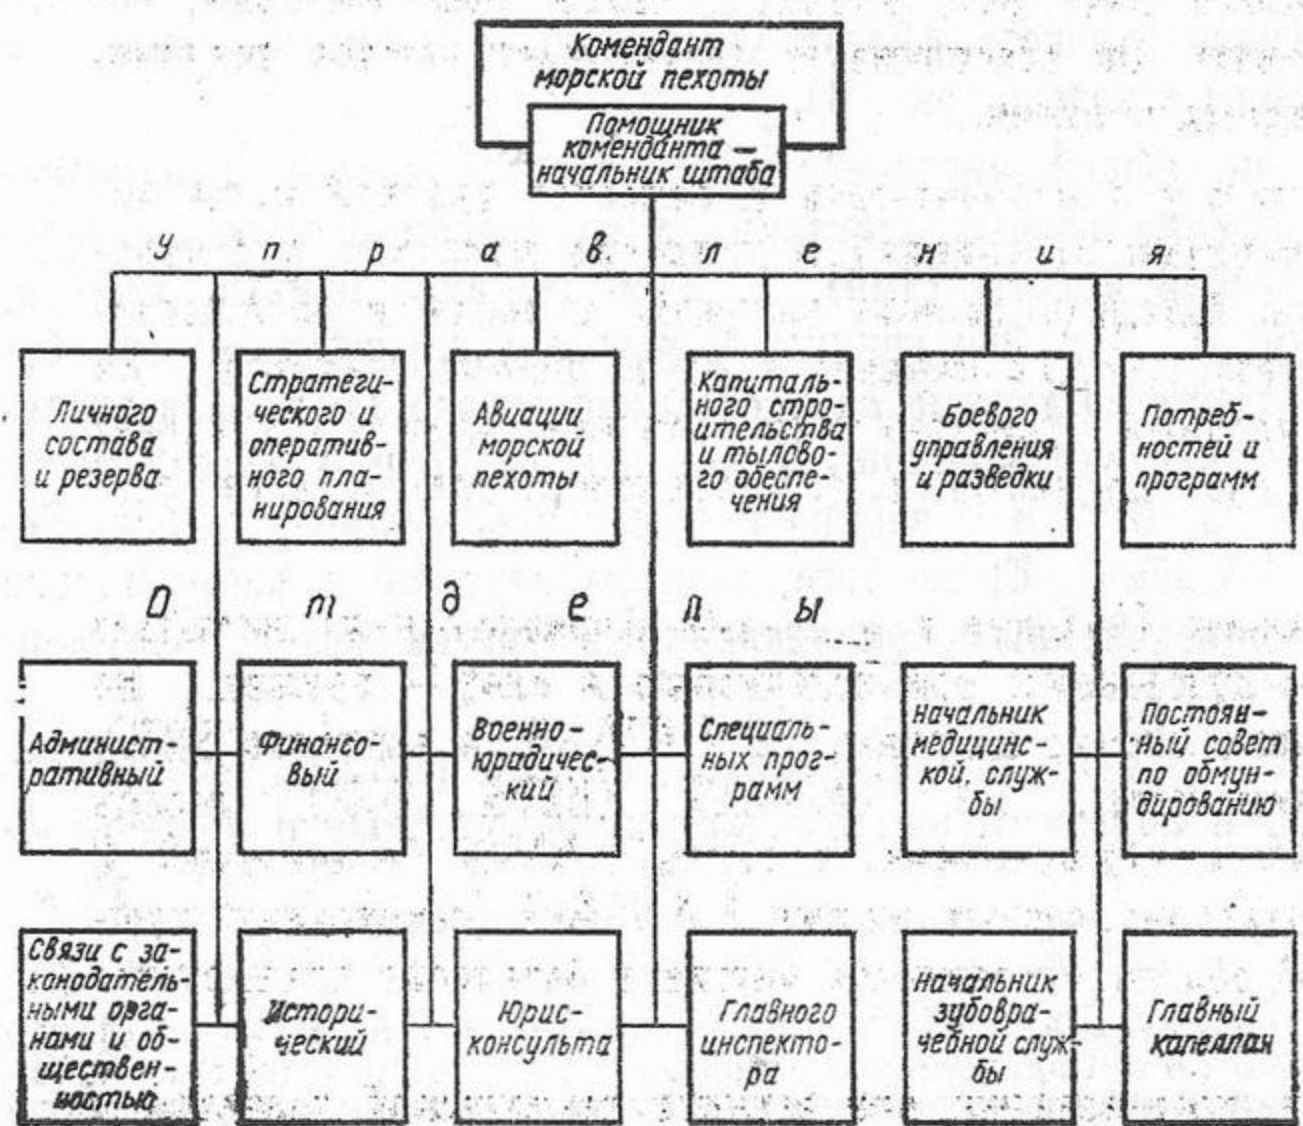 Комендант
морской пехоты
Помощник
коменданта —
начальник штаба
Управления
Личного
состава
и резерва
Стратеги-
ческого и
оператив-
ного пла-
нирования
Авиации
морской
пехоты
Капиталь-
ного стро-
ительства
и тылово-
го обеспе-
чения
Боевого
управления
и разведки
Потреб-
ностей и
программ
Отделы
Админист-
ративный
Финансо-
вый
Военно-
юридичес-
кий
Специаль-
ных прог-
рамм
Начальник
медицинс-
кой служ-
бы
Постоян-
ный совет
по обмун-
дированию
Связи с за-
конодатель-
ными орга-
нами и об-
ществен-
ностью
Истори-
ческий
Юрис-
консульта
Главного
инспекто-
ра
Начальник
зубовра-
чебной служ-
бы
Главный
капеллан